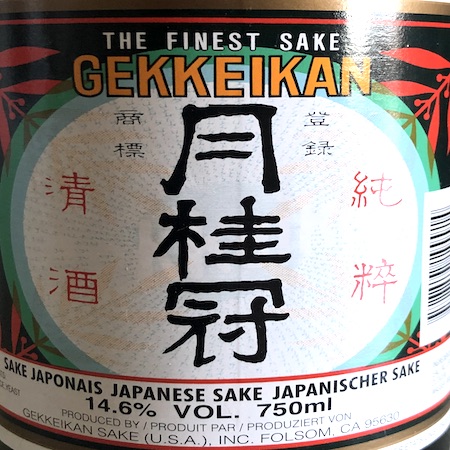 THE FINEST SAKE
GEKKEIKAN
登録
商標
月桂冠
純粋
清酒
SAKE JAPONAIS JAPANESE SAKE JAPANISCHER SAKE
14.6% VOL. 750ml
PRODUCED BY / PRODUIT PAR / PRODUZIERT VON
GEKKEIKAN SAKE (U.S.A.), INC. FOLSOM, CA 95630